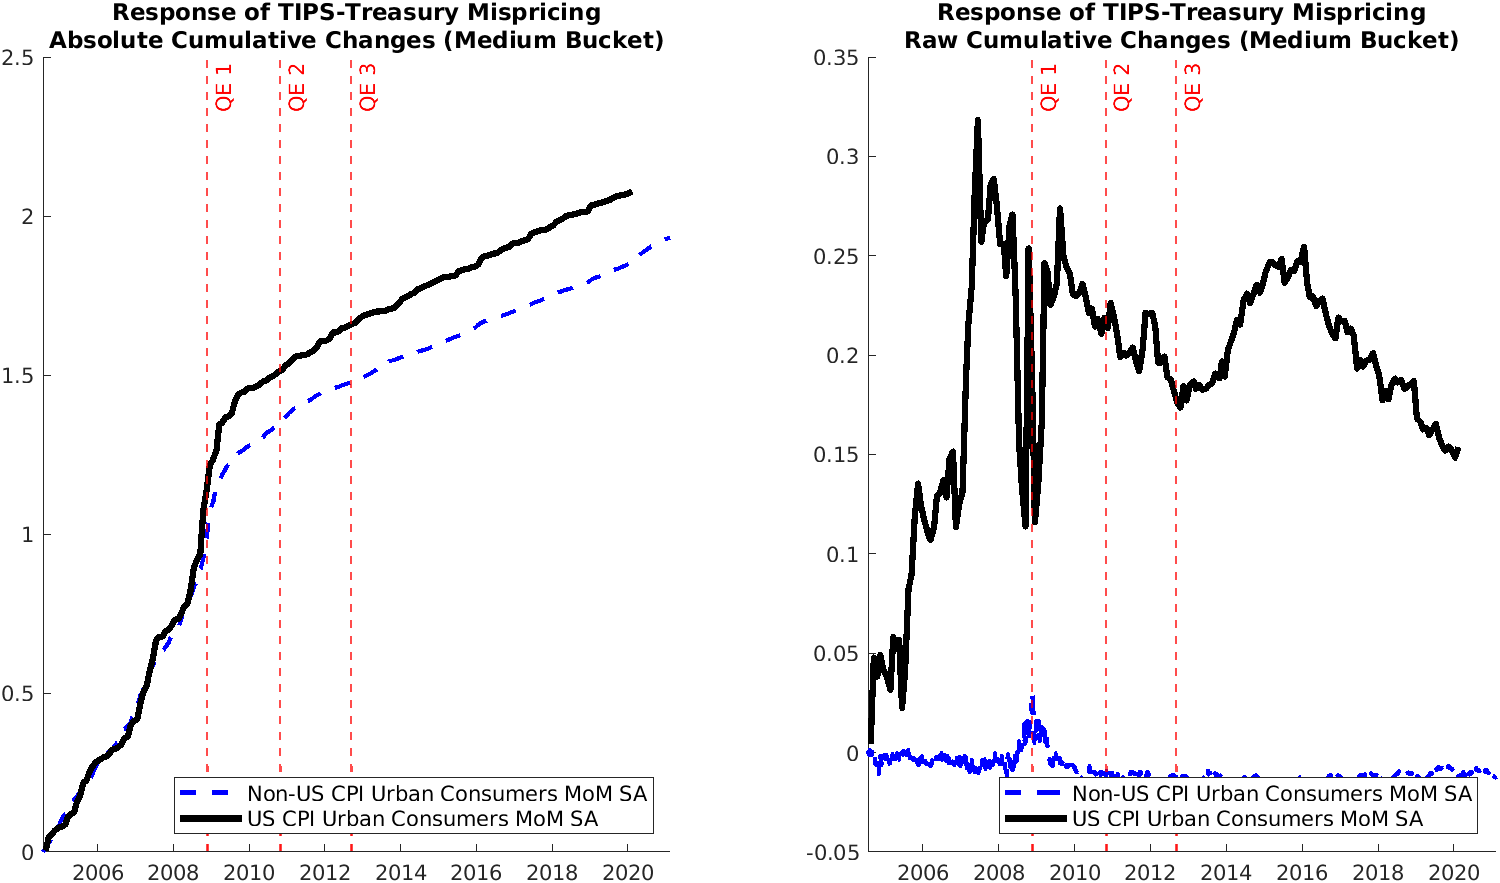 Response of TIPS-Treasury Mispricing
Absolute Cumulative Changes (Medium Bucket)
2.5
2
1.5
1
0.5
0
QE 1
QE 2
QE 3
Non-US CPI Urban Consumers MoM SA
US CPI Urban Consumers MoM SA
2006 2008 2010 2012 2014 2016 2018 2020
Response of TIPS-Treasury Mispricing
Raw Cumulative Changes (Medium Bucket)
0.35
0.3
0.25
0.2
0.15
0.1
0.05
0
-0.05
QE 1
QE 2
QE 3
Non-US CPI Urban Consumers MoM SA
US CPI Urban Consumers MoM SA
2006 2008 2010 2012 2014 2016 2018 2020